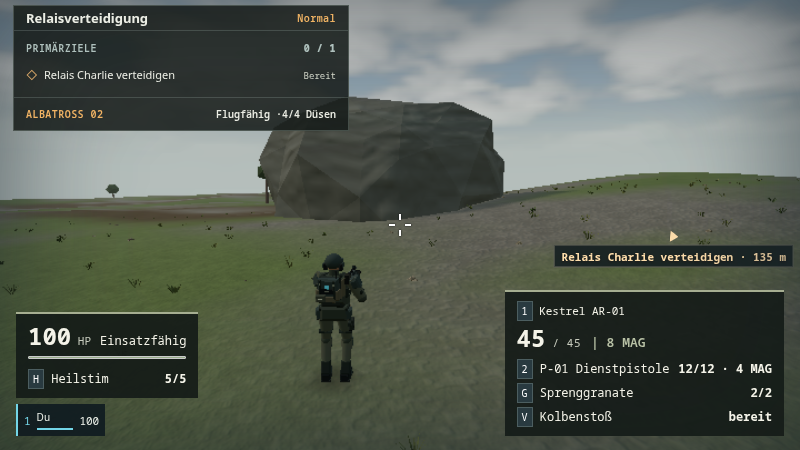 Relaisverteidigung Normal
PRIMÄRZIELE 0 / 1
Relais Charlie verteidigen Bereit
ALBATROSS 02 Flugfähig ·4/4 Düsen
Relais Charlie verteidigen · 135 m
100 HP Einsatzfähig
H Heilstim 5/5
1 Du 100
1 Kestrel AR-01
45 / 45 | 8 MAG
2 P-01 Dienstpistole 12/12 · 4 MAG
G Sprenggranate 2/2
V Kolbenstoß bereit